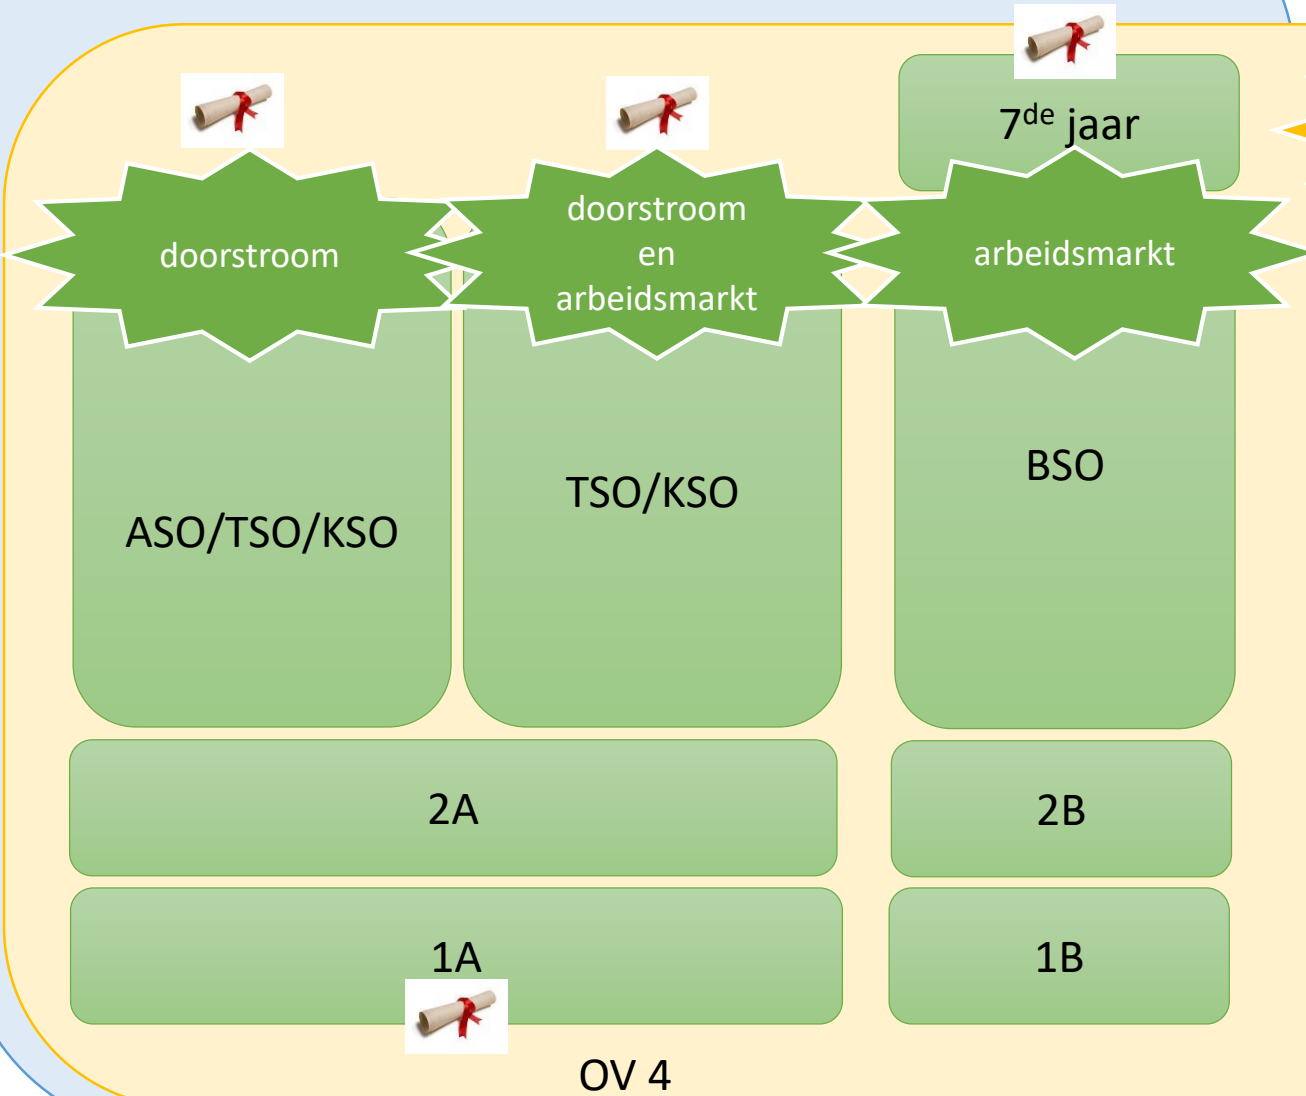 7de jaar
doorstroom
doorstroom
en
arbeidsmarkt
arbeidsmarkt
ASO/TSO/KSO
TSO/KSO
BSO
2A
2B
1A
1B
OV 4